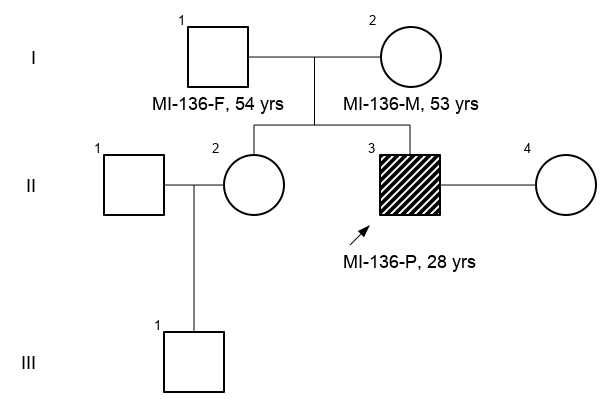 1
2
I
MI-136-F, 54 yrs
MI-136-M, 53 yrs
1
2
3
4
II
MI-136-P, 28 yrs
1
III